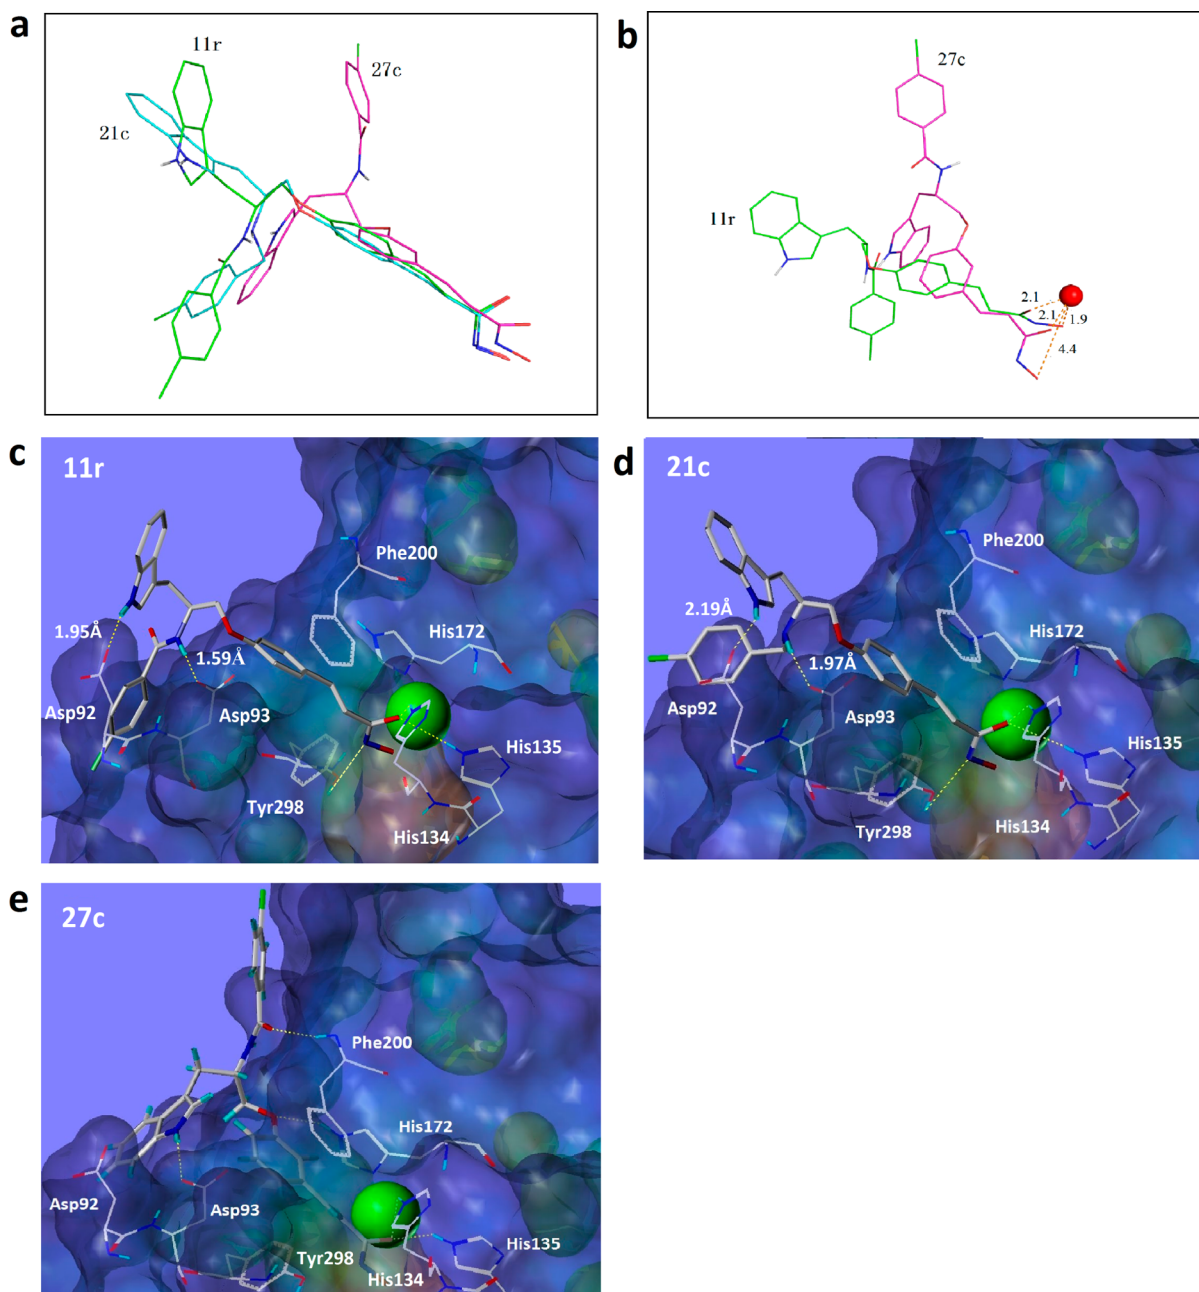 a
11r
27c
21c
b
27c
11r
2.1
2.1
1.9
4.4
c
11r
Phe200
1.95Å
His172
1.59Å
Asp92
Asp93
His135
Tyr298
His134
d
21c
Phe200
2.19Å
His172
1.97Å
Asp92
Asp93
His135
Tyr298
His134
e
27c
Phe200
His172
Asp92
Asp93
Tyr298
His135
His134